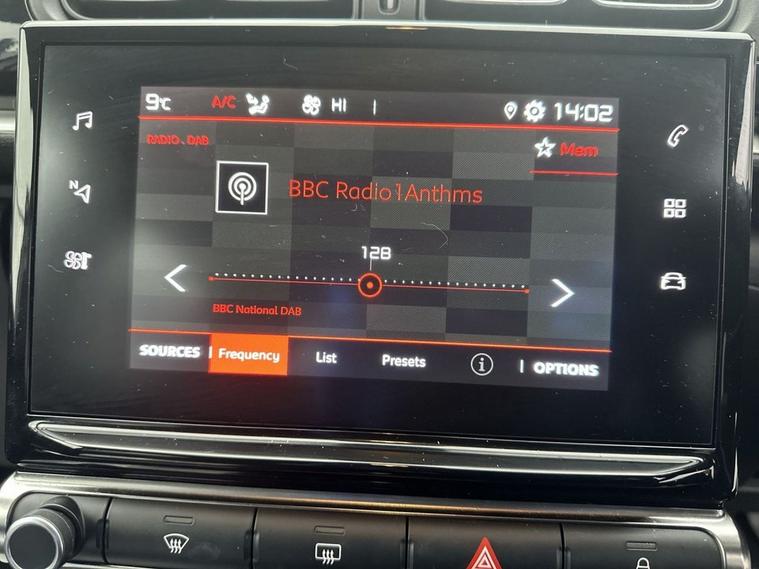 9°C A/C HI 14:02
RADIO . DAB Mem
BBC Radio1Anthms
128
BBC National DAB
SOURCES Frequency List Presets i OPTIONS
N